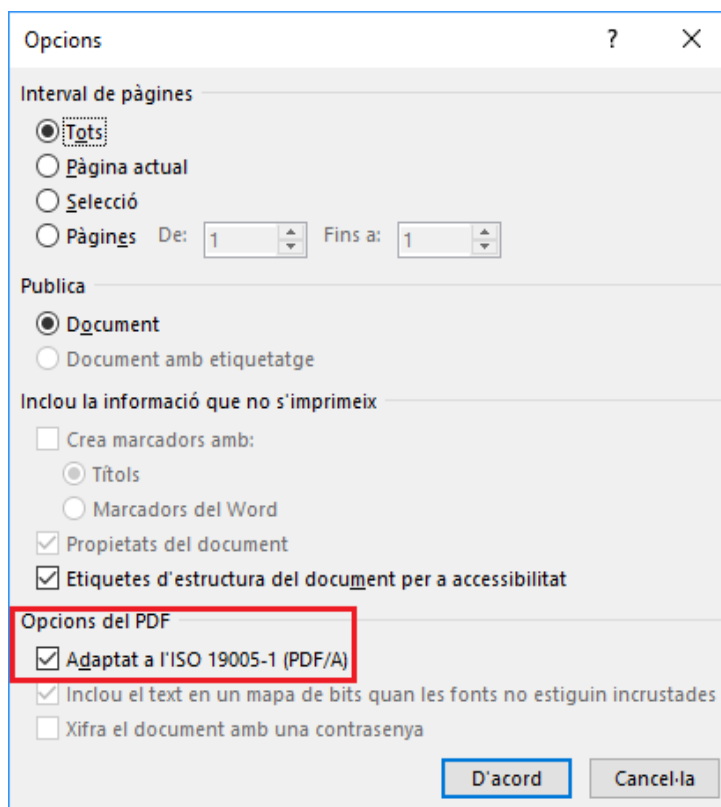 Opcions ?
Interval de pàgines
Tots
Pàgina actual
Selecció
Pàgines De: 1 Fins a: 1
Publica
Document
Document amb etiquetatge
Inclou la informació que no s'imprimeix
Crea marcadors amb:
Títols
Marcadors del Word
Propietats del document
Etiquetes d'estructura del document per a accessibilitat
Opcions del PDF
Adaptat a l'ISO 19005-1 (PDF/A)
Inclou el text en un mapa de bits quan les fonts no estiguin incrustades
Xifra el document amb una contrasenya
D'acord Cancel·la